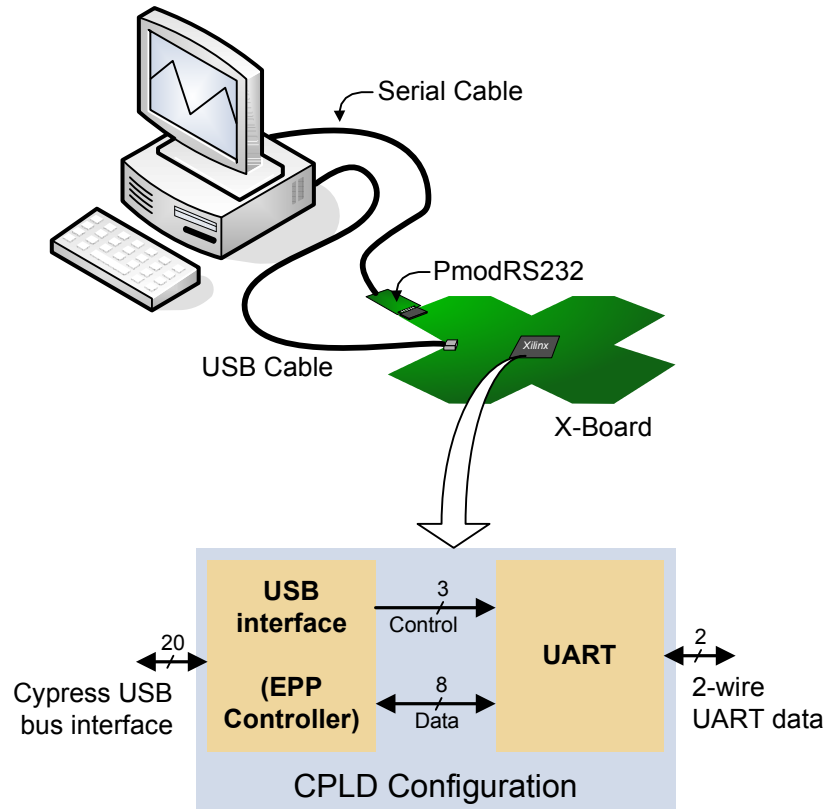 Serial Cable
PmodRS232
Xilinx
USB Cable
X-Board
USB
interface
(EPP
Controller)
3
Control
8
Data
UART
20
Cypress USB
bus interface
2
2-wire
UART data
CPLD Configuration